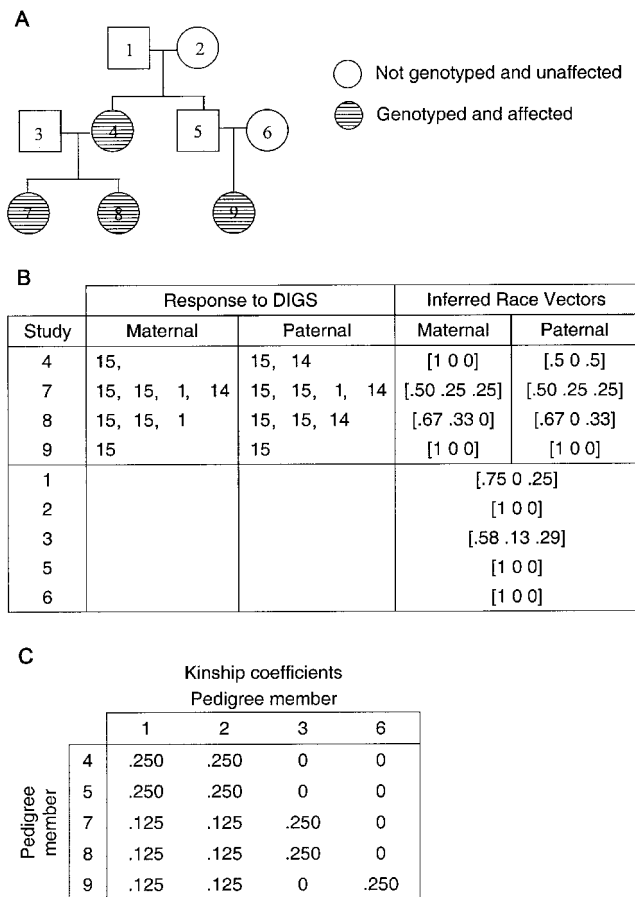 A
1
2
Not genotyped and unaffected
3
4
5
6
Genotyped and affected
7
8
9
B
Response to DIGS Inferred Race Vectors
Study Maternal Paternal Maternal Paternal
4 15, 15, 14 [1 0 0] [.5 0 .5]
7 15, 15, 1, 14 15, 15, 1, 14 [.50 .25 .25] [.50 .25 .25]
8 15, 15, 1 15, 15, 14 [.67 .33 0] [.67 0 .33]
9 15 15 [1 0 0] [1 0 0]
1 [.75 0 .25]
2 [1 0 0]
3 [.58 .13 .29]
5 [1 0 0]
6 [1 0 0]
C
Kinship coefficients
Pedigree member
1 2 3 6
Pedigree
member
4 .250 .250 0 0
5 .250 .250 0 0
7 .125 .125 .250 0
8 .125 .125 .250 0
9 .125 .125 0 .250